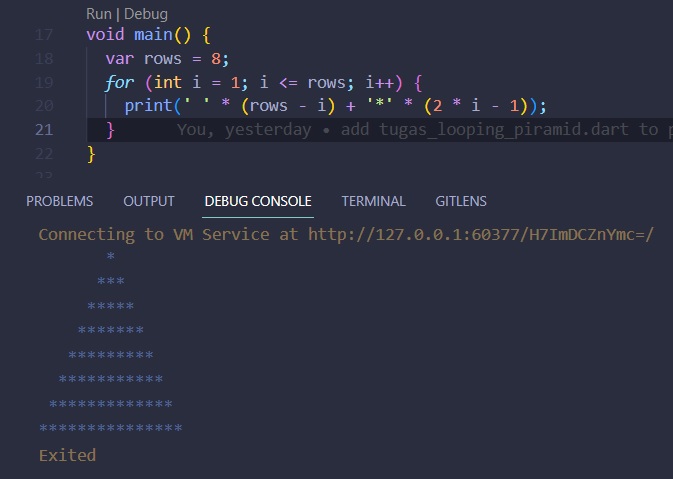 Run | Debug
17 void main() {
18   var rows = 8;
19   for (int i = 1; i <= rows; i++) {
20     print(' ' * (rows - i) + '*' * (2 * i - 1));
21   }     You, yesterday • add tugas_looping_piramid.dart to
22 }
23
PROBLEMS OUTPUT DEBUG CONSOLE TERMINAL GITLENS
Connecting to VM Service at http://127.0.0.1:60377/H7ImDCZnYmc=/
       *
      ***
     *****
    *******
   *********
  ***********
 *************
***************
Exited